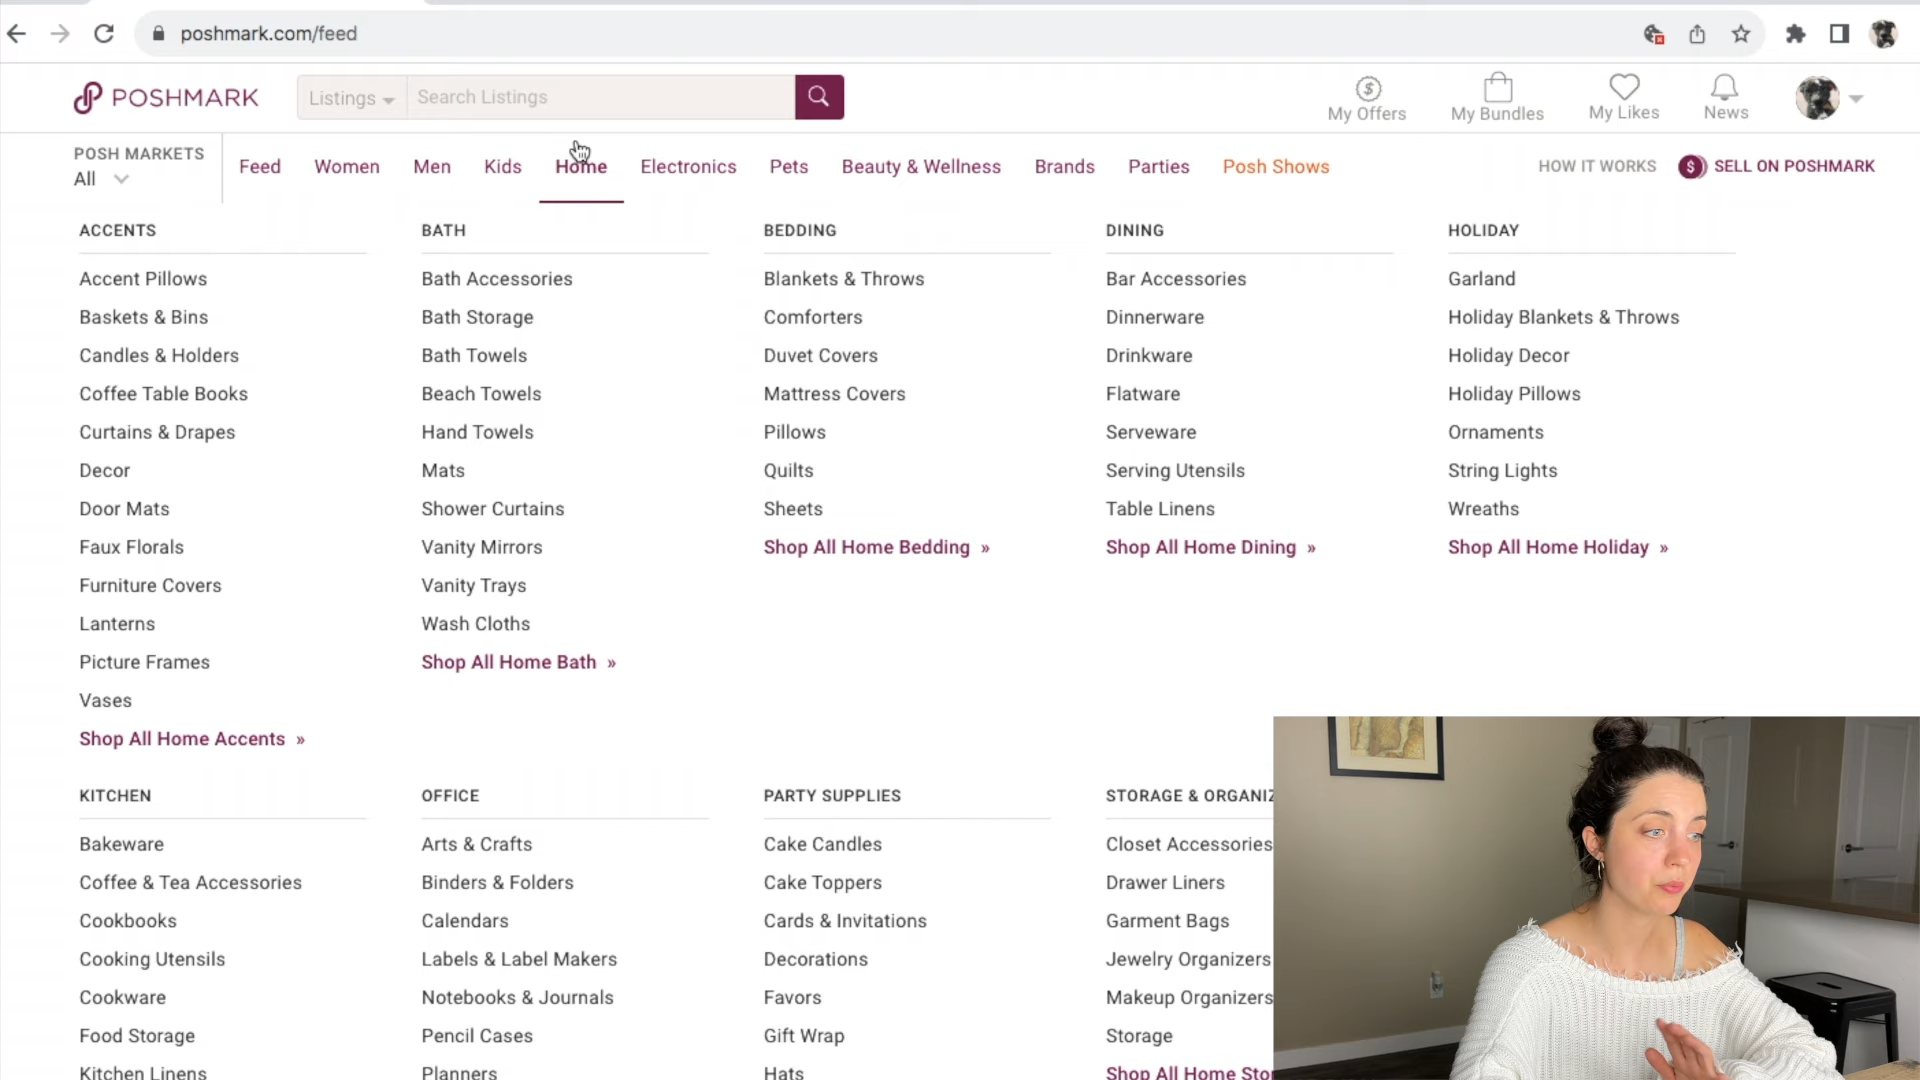 poshmark.com/feed
POSHMARK
Listings
Search Listings
My Offers
My Bundles
My Likes
News
POSH MARKETS
All
Feed
Women
Men
Kids
Home
Electronics
Pets
Beauty & Wellness
Brands
Parties
Posh Shows
HOW IT WORKS
$ SELL ON POSHMARK
ACCENTS
Accent Pillows
Baskets & Bins
Candles & Holders
Coffee Table Books
Curtains & Drapes
Decor
Door Mats
Faux Florals
Furniture Covers
Lanterns
Picture Frames
Vases
Shop All Home Accents »
BATH
Bath Accessories
Bath Storage
Bath Towels
Beach Towels
Hand Towels
Mats
Shower Curtains
Vanity Mirrors
Vanity Trays
Wash Cloths
Shop All Home Bath »
BEDDING
Blankets & Throws
Comforters
Duvet Covers
Mattress Covers
Pillows
Quilts
Sheets
Shop All Home Bedding »
DINING
Bar Accessories
Dinnerware
Drinkware
Flatware
Serveware
Serving Utensils
Table Linens
Shop All Home Dining »
HOLIDAY
Garland
Holiday Blankets & Throws
Holiday Decor
Holiday Pillows
Ornaments
String Lights
Wreaths
Shop All Home Holiday »
KITCHEN
Bakeware
Coffee & Tea Accessories
Cookbooks
Cooking Utensils
Cookware
Food Storage
Kitchen Linens
OFFICE
Arts & Crafts
Binders & Folders
Calendars
Labels & Label Makers
Notebooks & Journals
Pencil Cases
Planners
PARTY SUPPLIES
Cake Candles
Cake Toppers
Cards & Invitations
Decorations
Favors
Gift Wrap
Hats
STORAGE & ORGANIZ
Closet Accessories
Drawer Liners
Garment Bags
Jewelry Organizers
Makeup Organizers
Storage
Shop All Home Stor